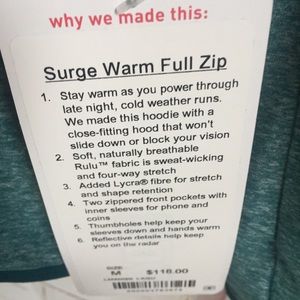 why we made this:
Surge Warm Full Zip
1. Stay warm as you power through
late night, cold weather runs.
We made this hoodie with a
close-fitting hood that won't
slide down or block your vision
2. Soft, naturally breathable
Rulu™ fabric is sweat-wicking
and four-way stretch
3. Added Lycra® fibre for stretch
and shape retention
4. Two zippered front pockets with
inner sleeves for phone and
coins
5. Thumbholes help keep your
sleeves down and hands warm
6. Reflective details help keep
you on the radar
SIZE
M $118.00